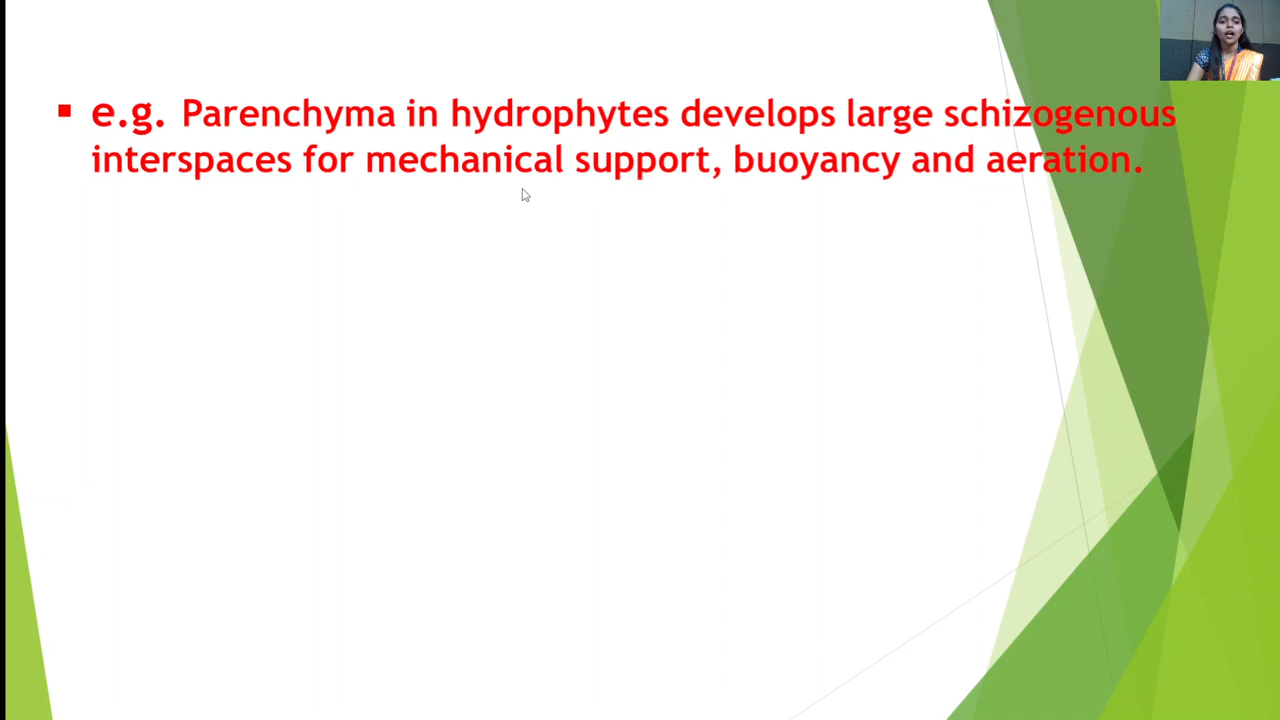 ▪ e.g. Parenchyma in hydrophytes develops large schizogenous
interspaces for mechanical support, buoyancy and aeration.